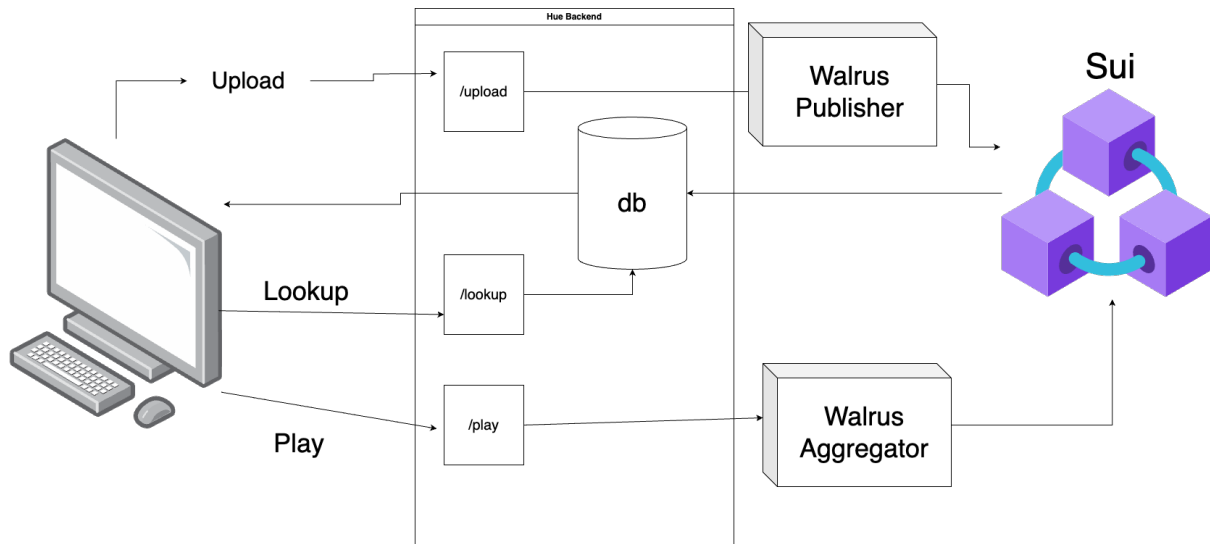 Hue Backend
Upload
/upload
Walrus
Publisher
Sui
db
Lookup
/lookup
Play
/play
Walrus
Aggregator